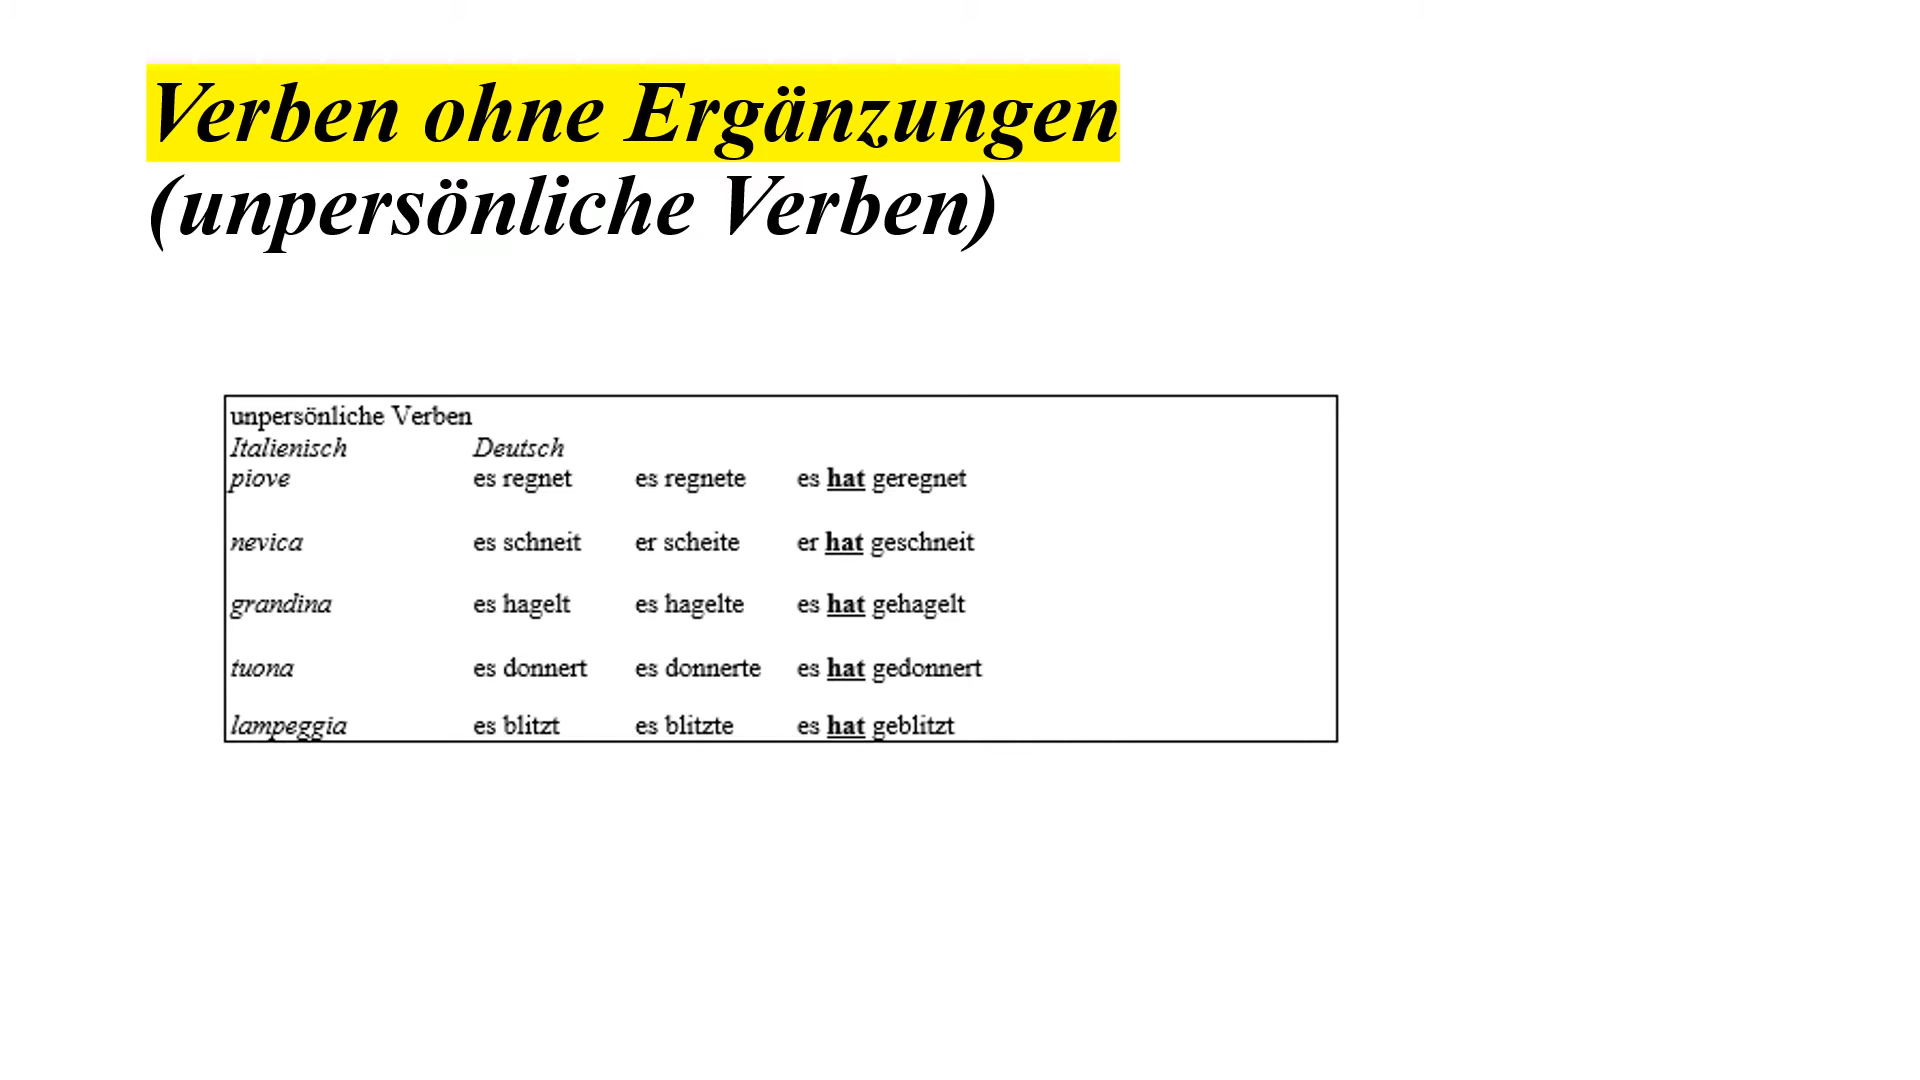 Verben ohne Ergänzungen
(unpersönliche Verben)
unpersönliche Verben
Italienisch Deutsch
piove es regnet es regnete es hat geregnet
nevica es schneit er scheite er hat geschneit
grandina es hagelt es hagelte es hat gehagelt
tuona es donnert es donnerte es hat gedonnert
lampeggia es blitzt es blitzte es hat geblitzt